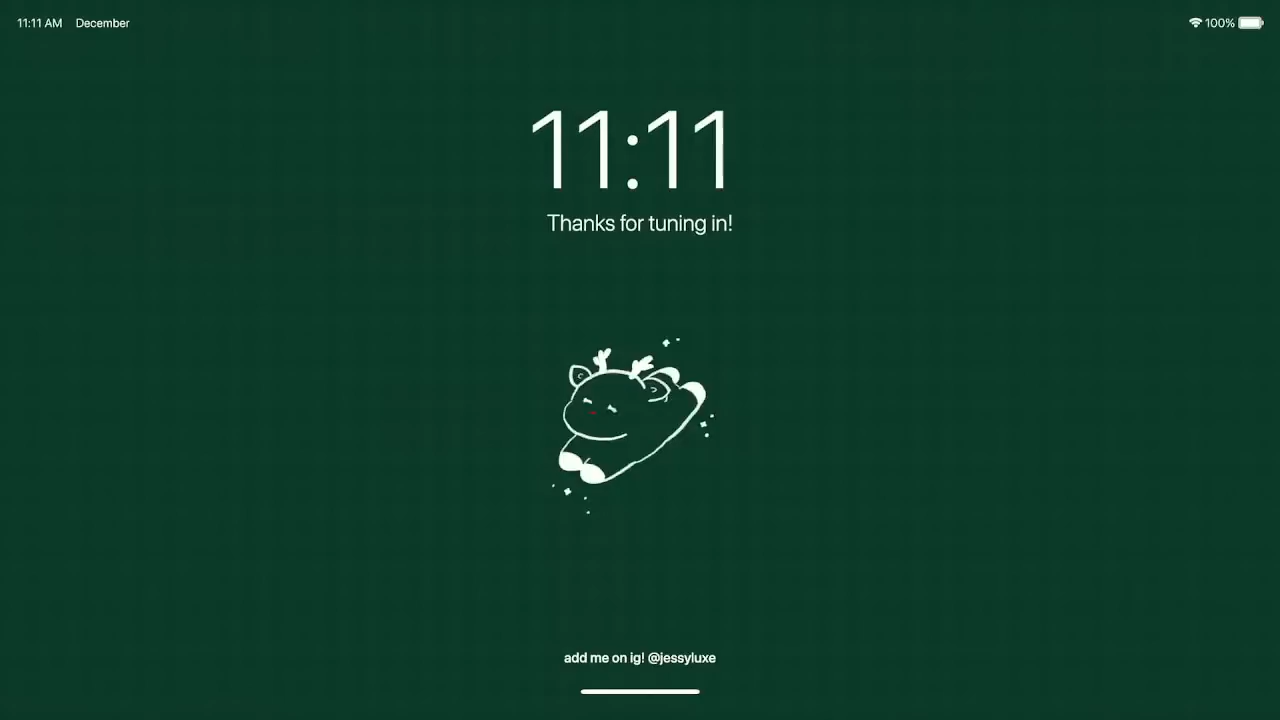 11:11 AM December
100%
11:11
Thanks for tuning in!
add me on ig! @jessyluxe